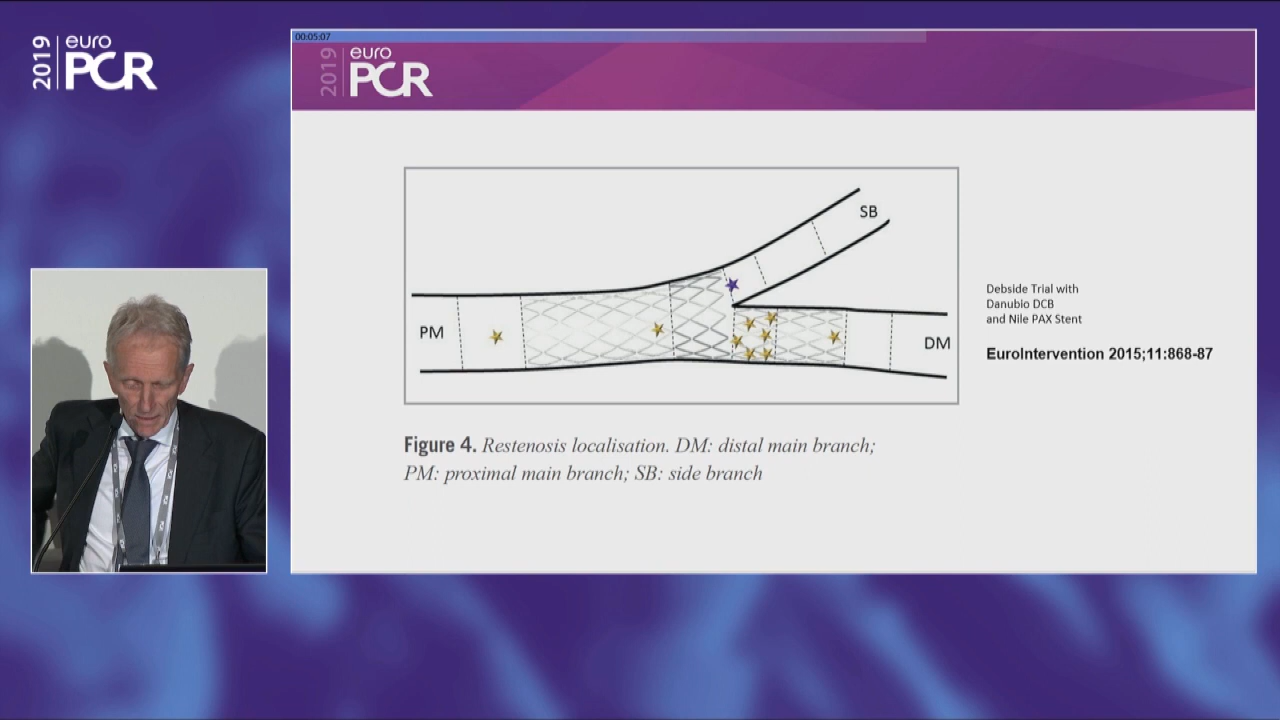 2019
euro
PCR
00:05:07
2019
euro
PCR
SB
PM
DM
Debside Trial with
Danubio DCB
and Nile PAX Stent
EuroIntervention 2015;11:868-87
Figure 4. Restenosis localisation. DM: distal main branch;
PM: proximal main branch; SB: side branch